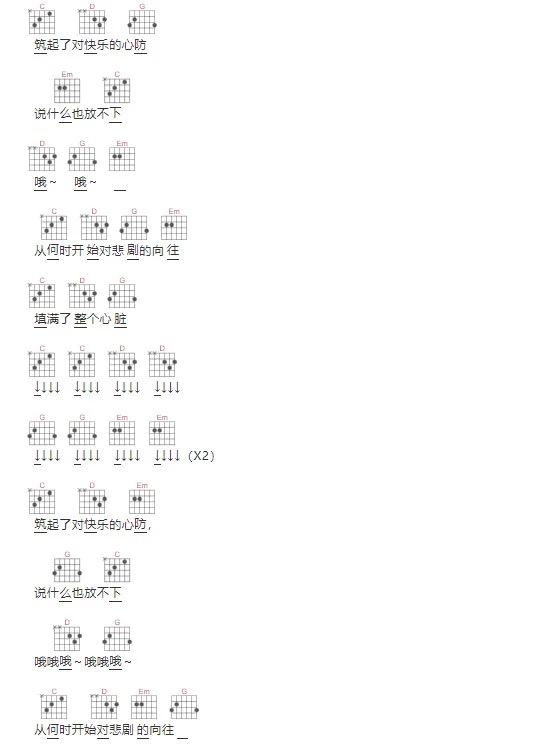 C D G
筑起了对快乐的心防
Em C
说什么也放不下
D G Em
哦~ 哦~
C D G Em
从何时开始对悲剧的向往
C D G
填满了整个心脏
C C D D
↓↓↓↓ ↓↓↓↓ ↓↓↓↓ ↓↓↓↓
G G Em Em
↓↓↓↓ ↓↓↓↓ ↓↓↓↓ ↓↓↓↓ (X2)
C D Em
筑起了对快乐的心防,
G C
说什么也放不下
D G
哦哦哦~哦哦哦~
C D Em G
从何时开始对悲剧的向往